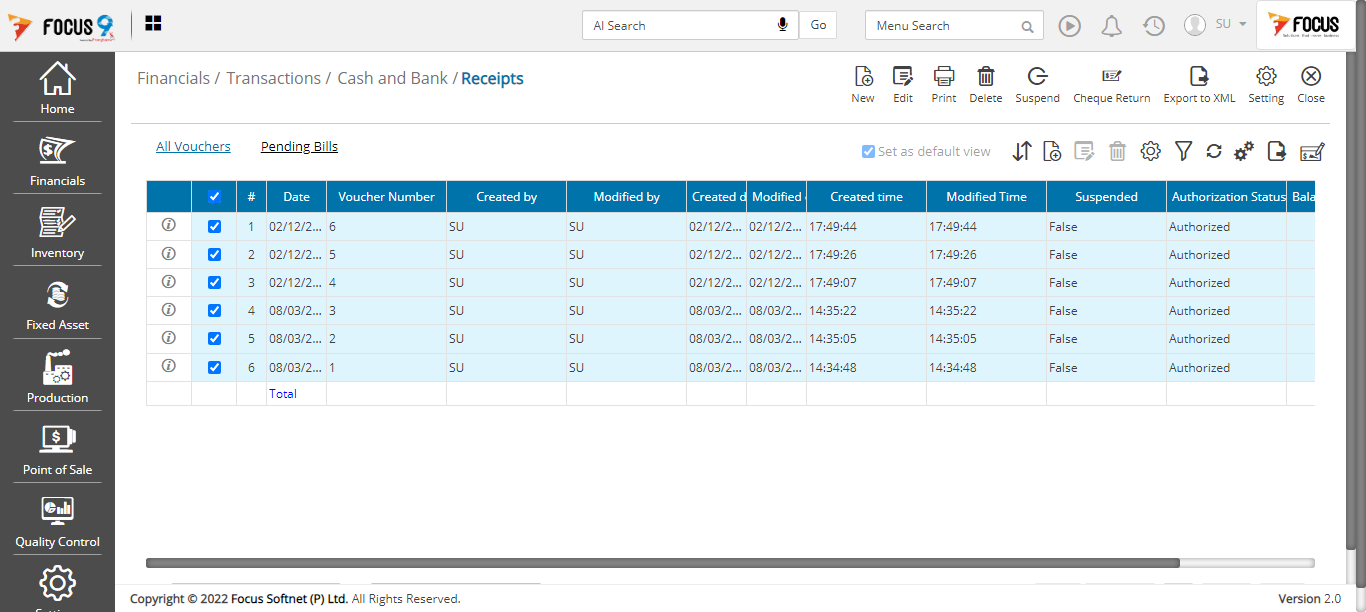 FOCUS 9
AI Search
Go
Menu Search
SU
FOCUS
Home
Financials
Inventory
Fixed Asset
Production
Point of Sale
Quality Control
Financials / Transactions / Cash and Bank / Receipts
New Edit Print Delete Suspend Cheque Return Export to XML Setting Close
All Vouchers Pending Bills
Set as default view
# Date Voucher Number Created by Modified by Created d Modified Created time Modified Time Suspended Authorization Status Bala
1 02/12/2... 6 SU SU 02/12/2... 02/12/2... 17:49:44 17:49:44 False Authorized
2 02/12/2... 5 SU SU 02/12/2... 02/12/2... 17:49:26 17:49:26 False Authorized
3 02/12/2... 4 SU SU 02/12/2... 02/12/2... 17:49:07 17:49:07 False Authorized
4 08/03/2... 3 SU SU 08/03/2... 08/03/2... 14:35:22 14:35:22 False Authorized
5 08/03/2... 2 SU SU 08/03/2... 08/03/2... 14:35:05 14:35:05 False Authorized
6 08/03/2... 1 SU SU 08/03/2... 08/03/2... 14:34:48 14:34:48 False Authorized
Total
Copyright © 2022 Focus Softnet (P) Ltd. All Rights Reserved.
Version 2.0